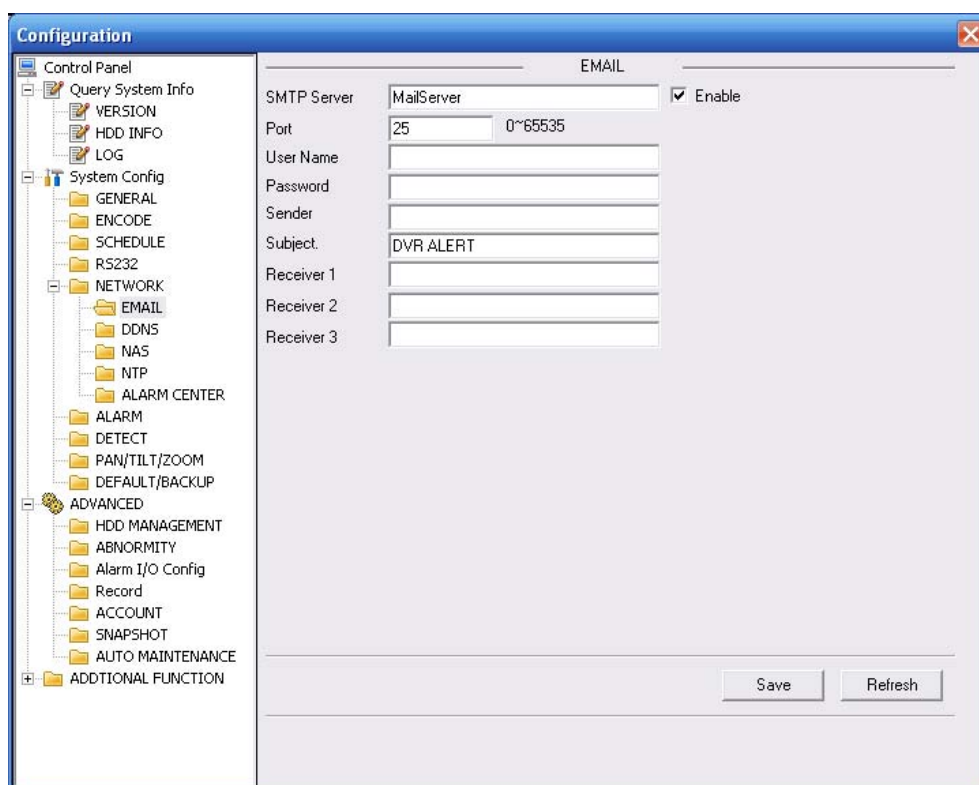 Configuration
Control Panel
Query System Info
VERSION
HDD INFO
LOG
System Config
GENERAL
ENCODE
SCHEDULE
RS232
NETWORK
EMAIL
DDNS
NAS
NTP
ALARM CENTER
ALARM
DETECT
PAN/TILT/ZOOM
DEFAULT/BACKUP
ADVANCED
HDD MANAGEMENT
ABNORMITY
Alarm I/O Config
Record
ACCOUNT
SNAPSHOT
AUTO MAINTENANCE
ADDTIONAL FUNCTION
EMAIL
SMTP Server MailServer Enable
Port 25 0~65535
User Name
Password
Sender
Subject. DVR ALERT
Receiver 1
Receiver 2
Receiver 3
Save Refresh